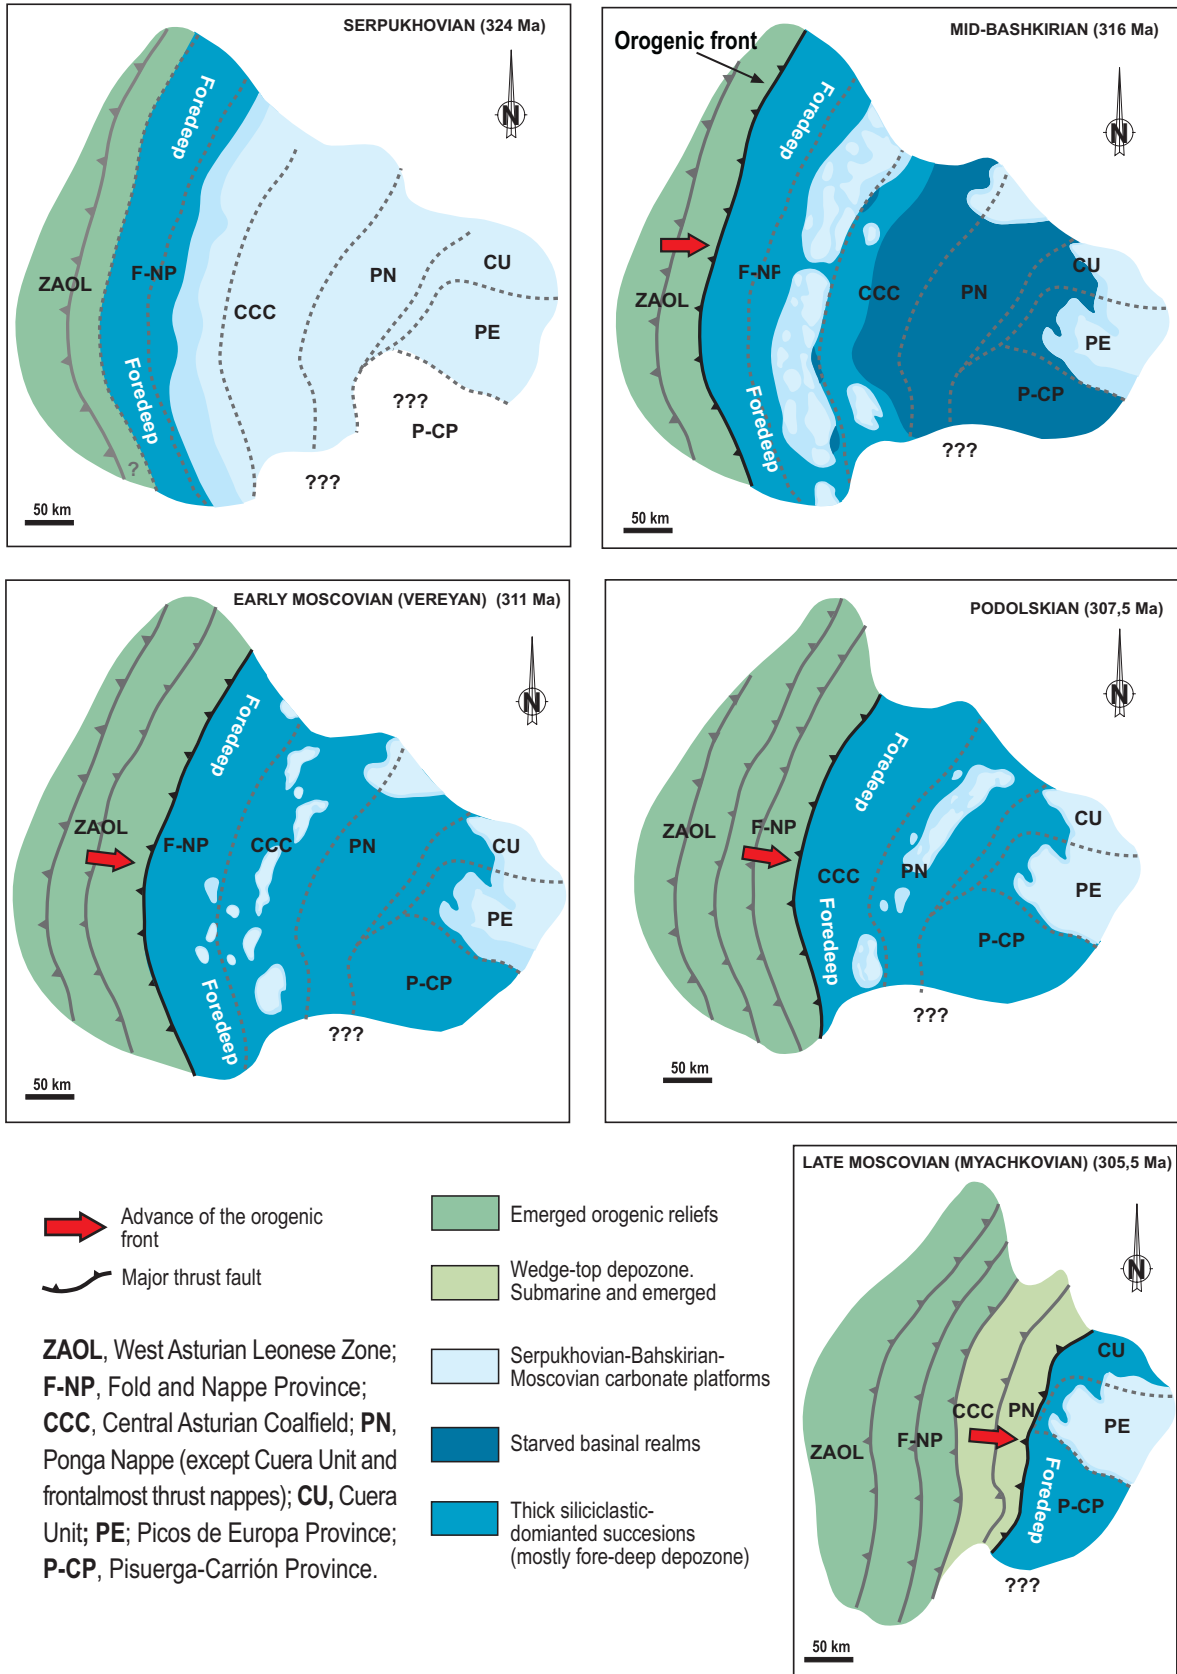 SERPUKHOVIAN (324 Ma)
N
Foredeep
ZAOL
F-NP
CCC
PN
CU
PE
Foredeep
???
P-CP
?
???
50 km
MID-BASHKIRIAN (316 Ma)
Orogenic front
N
Foredeep
ZAOL
F-NP
CCC
PN
CU
PE
P-CP
Foredeep
???
50 km
EARLY MOSCOVIAN (VEREYAN) (311 Ma)
N
Foredeep
ZAOL
F-NP
CCC
PN
CU
PE
P-CP
Foredeep
???
50 km
PODOLSKIAN (307,5 Ma)
N
Foredeep
ZAOL
F-NP
CCC
PN
CU
PE
P-CP
Foredeep
???
50 km
LATE MOSCOVIAN (MYACHKOVIAN) (305,5 Ma)
N
CU
CCC
PN
PE
ZAOL
F-NP
Foredeep
P-CP
???
50 km
Advance of the orogenic
front
Major thrust fault
ZAOL, West Asturian Leonese Zone;
F-NP, Fold and Nappe Province;
CCC, Central Asturian Coalfield; PN,
Ponga Nappe (except Cuera Unit and
frontalmost thrust nappes); CU, Cuera
Unit; PE; Picos de Europa Province;
P-CP, Pisuerga-Carrión Province.
Emerged orogenic reliefs
Wedge-top depozone.
Submarine and emerged
Serpukhovian-Bahskirian-
Moscovian carbonate platforms
Starved basinal realms
Thick siliciclastic-
domianted succesions
(mostly fore-deep depozone)